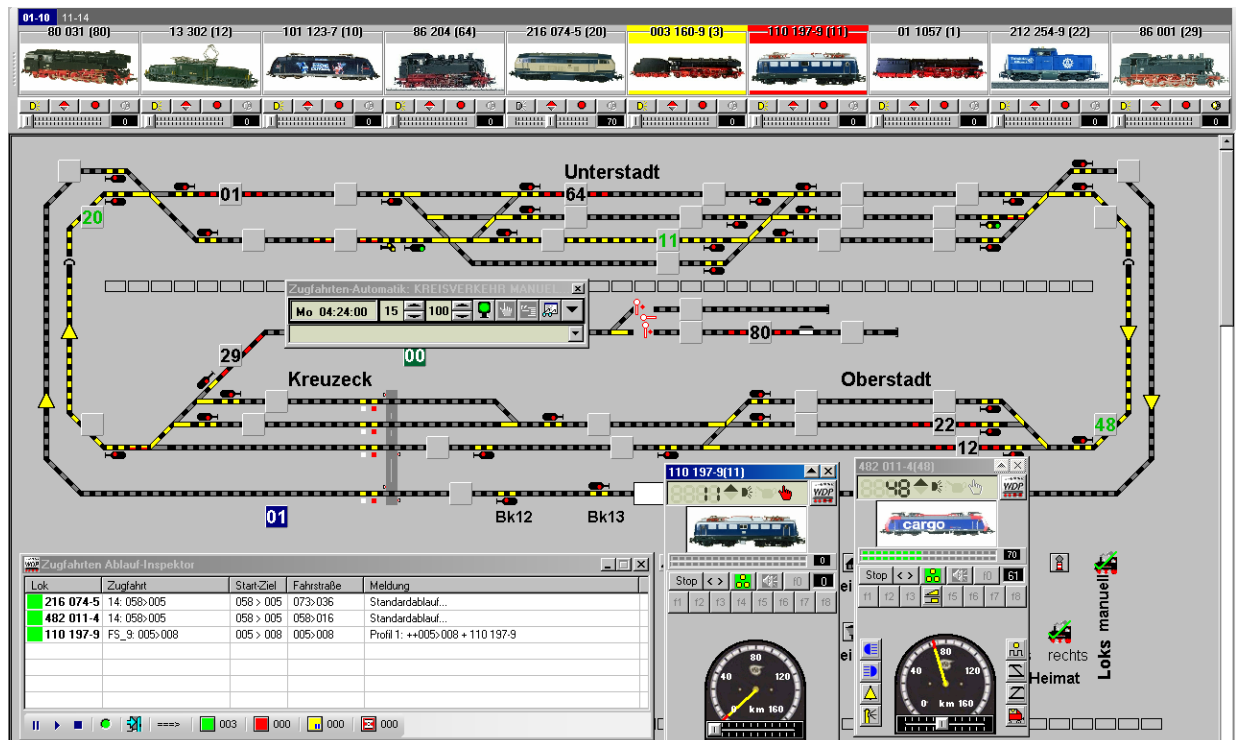 01-10 11-14
80 031 (80) 13 302 (12) 101 123-7 (10) 86 204 (64) 216 074-5 (20) 003 160-9 (3) 110 197-9 (11) 01 1057 (1) 212 254-9 (22) 86 001 (29)
0 0 0 0 70 0 0 0 0 0
Unterstadt
01 64
20 11
Zugfahrten-Automatik: KREISVERKEHR MANUEL...
Mo 04:24:00 15 100
80
29 00
Kreuzeck Oberstadt
22 48
12
01 Bk12 Bk13
110 197-9(11)
11 WDP
0
Stop < > f0 0
f1 f2 f3 f4 f5 f6 f7 f8
0 40 80 120 km 160
482 011-4(48)
48 WDP
cargo
70
Stop < > f0 61
f1 f2 f3 f5 f6 f7 f8
0 40 80 120 km 160
Loks manuell
rechts
Heimat
Zugfahrten Ablauf-Inspektor
Lok Zugfahrt Start-Ziel Fahrstraße Meldung
216 074-5 14: 058>005 058 > 005 073>036 Standardablauf...
482 011-4 14: 058>005 058 > 005 058>016 Standardablauf...
110 197-9 FS_9: 005>008 005 > 008 005>008 Profil 1: ++005>008 + 110 197-9
===> 003 000 000 000